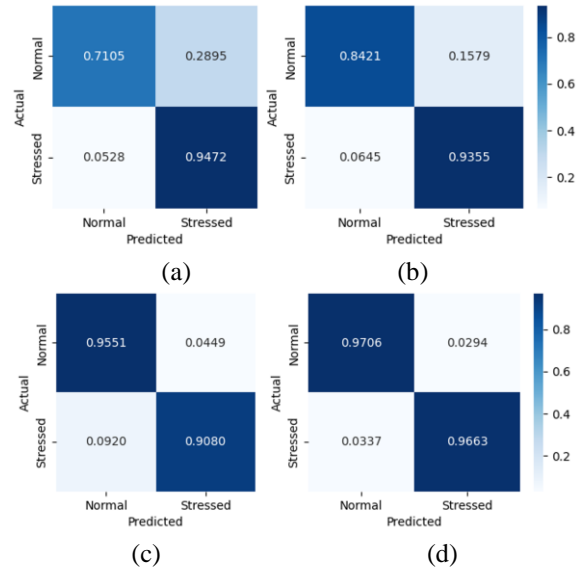 Actual
Normal
0.7105 0.2895
Stressed
0.0528 0.9472
Normal Stressed
Predicted
(a)
Actual
Normal
0.8421 0.1579
Stressed
0.0645 0.9355
Normal Stressed
Predicted
0.8
0.6
0.4
0.2
(b)
Actual
Normal
0.9551 0.0449
Stressed
0.0920 0.9080
Normal Stressed
Predicted
(c)
Actual
Normal
0.9706 0.0294
Stressed
0.0337 0.9663
Normal Stressed
Predicted
0.8
0.6
0.4
0.2
(d)